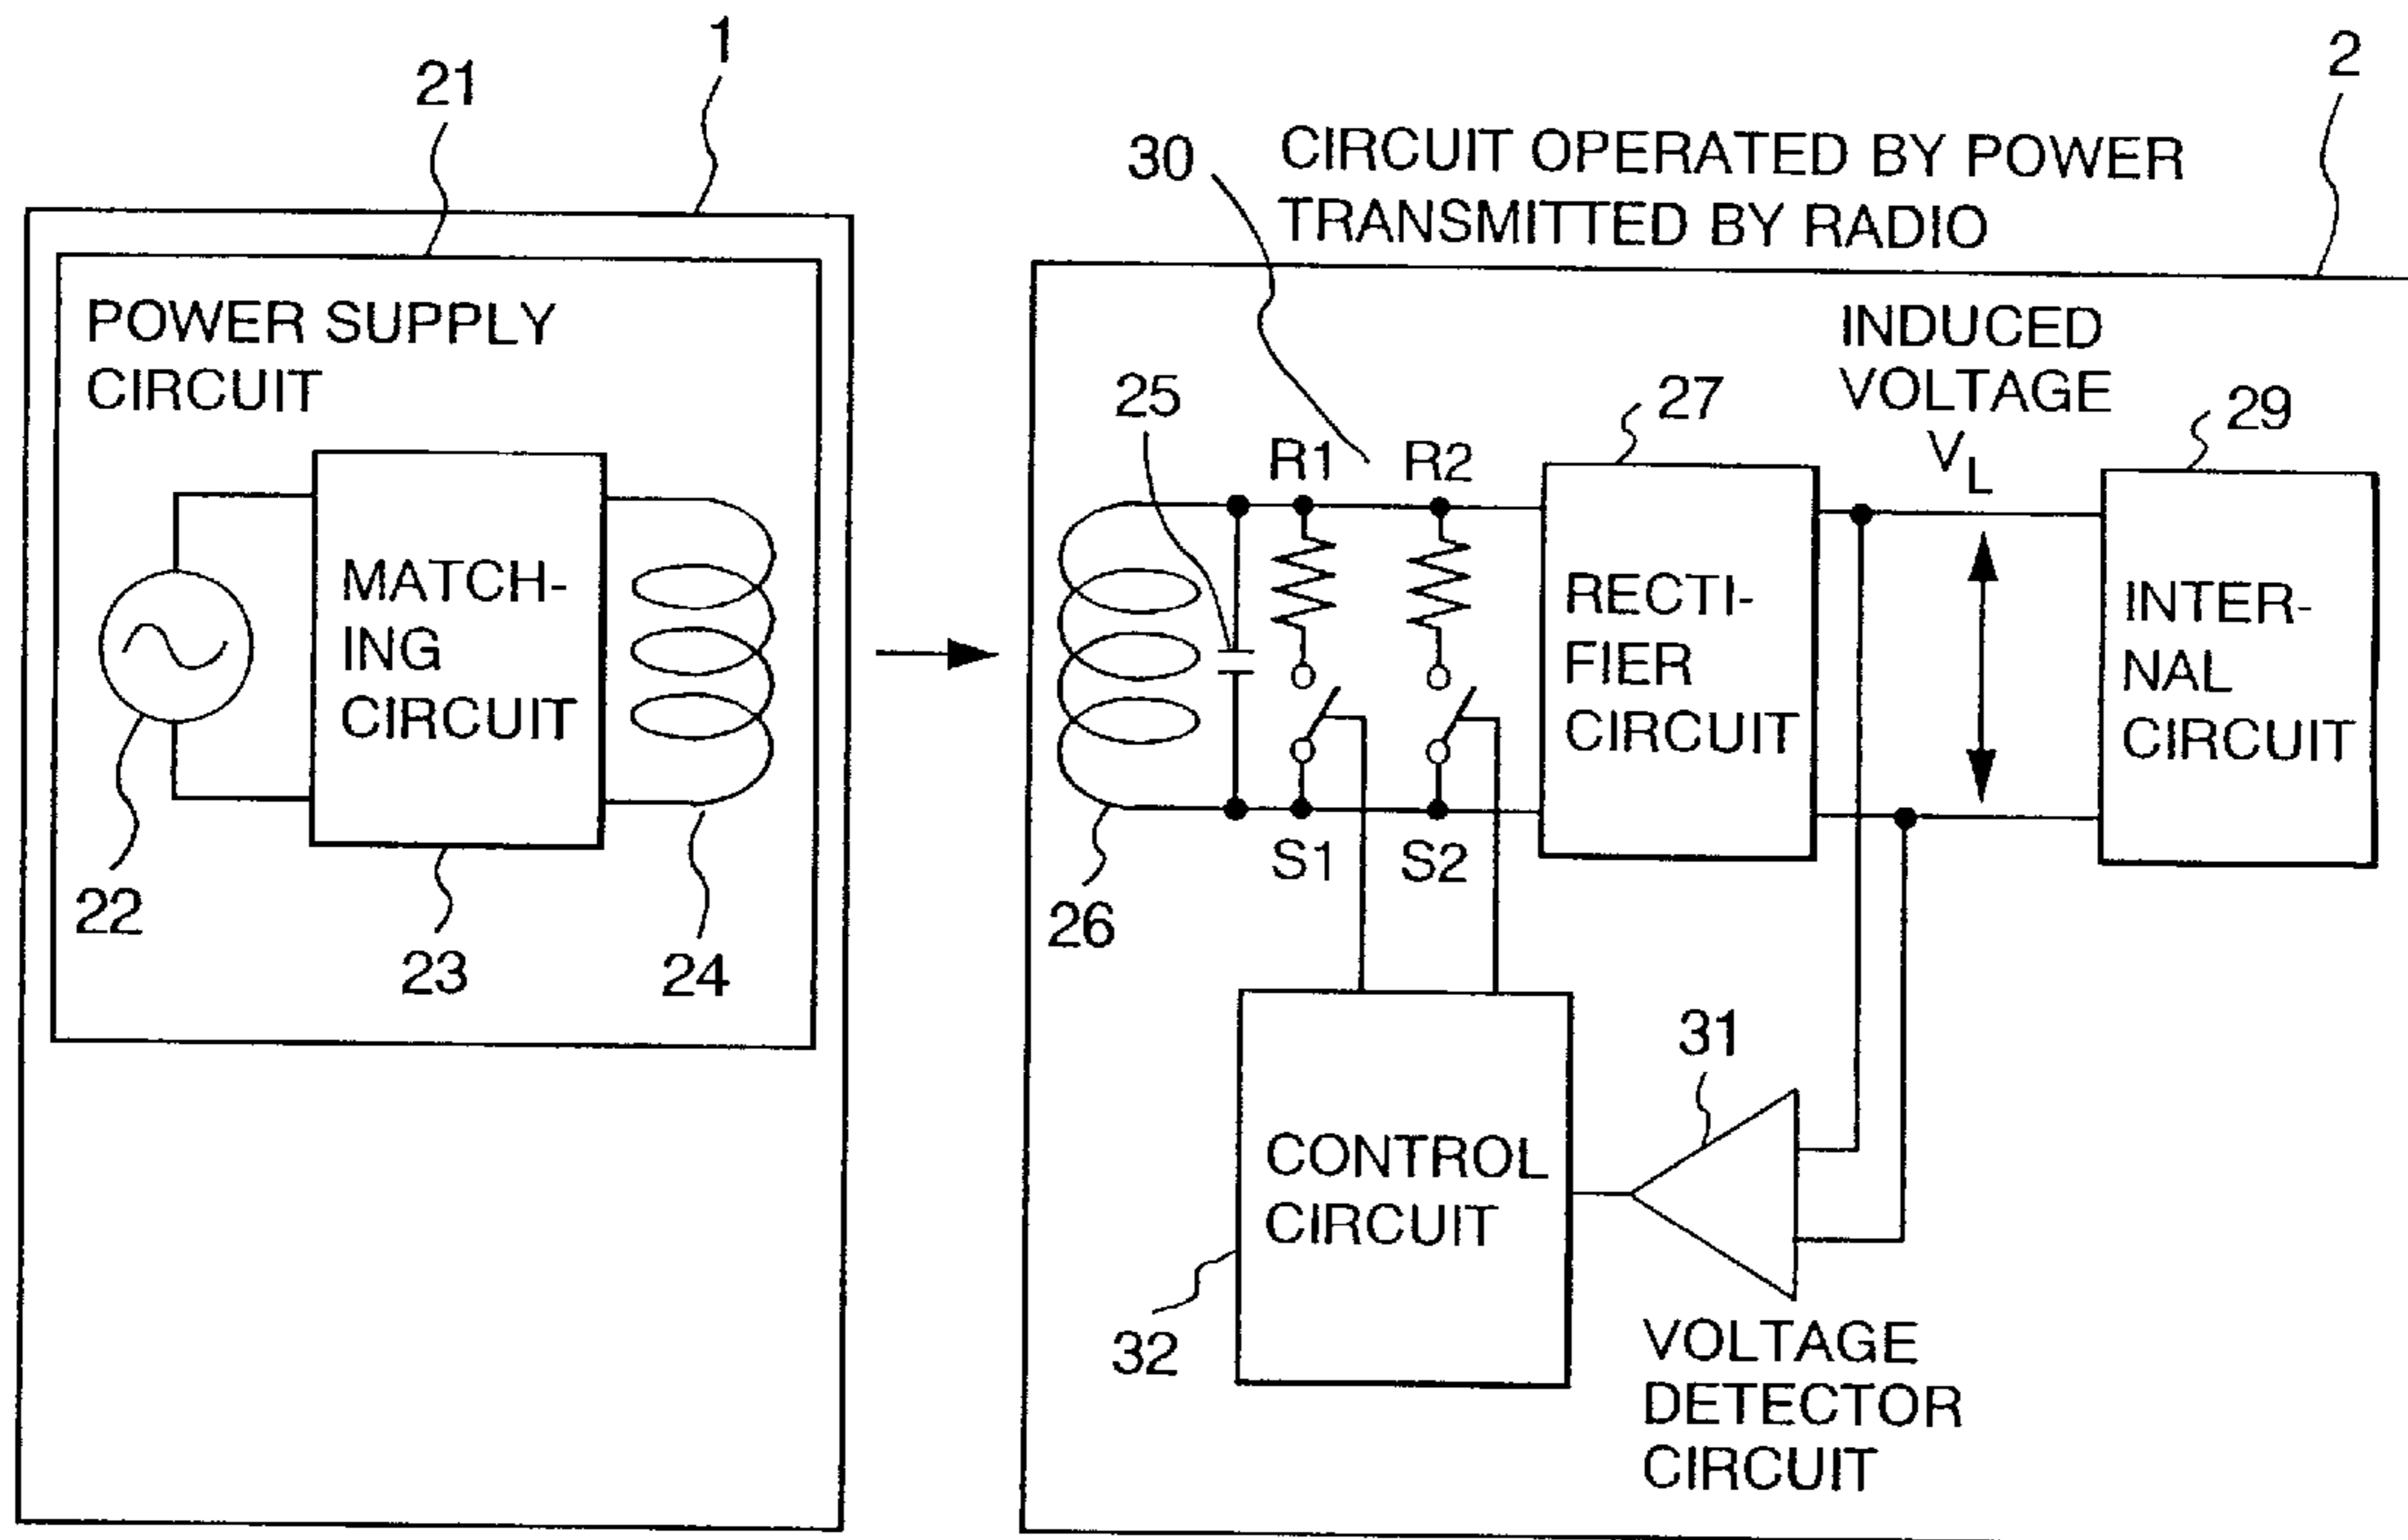 1
2
21
30
CIRCUIT OPERATED BY POWER
TRANSMITTED BY RADIO
POWER SUPPLY
CIRCUIT
INDUCED
VOLTAGE
VL
25
R1
R2
27
29
MATCH-
ING
CIRCUIT
RECTI-
FIER
CIRCUIT
INTER-
NAL
CIRCUIT
22
23
24
26
S1
S2
31
CONTROL
CIRCUIT
32
VOLTAGE
DETECTOR
CIRCUIT